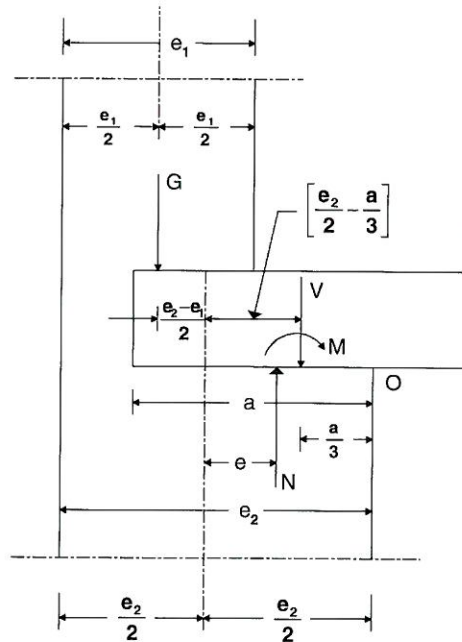 e₁
e₁/2 e₁/2
G
[e₂/2 - a/3]
V
e₂-e₁/2
M
a
O
a/3
e
N
e₂
e₂/2 e₂/2